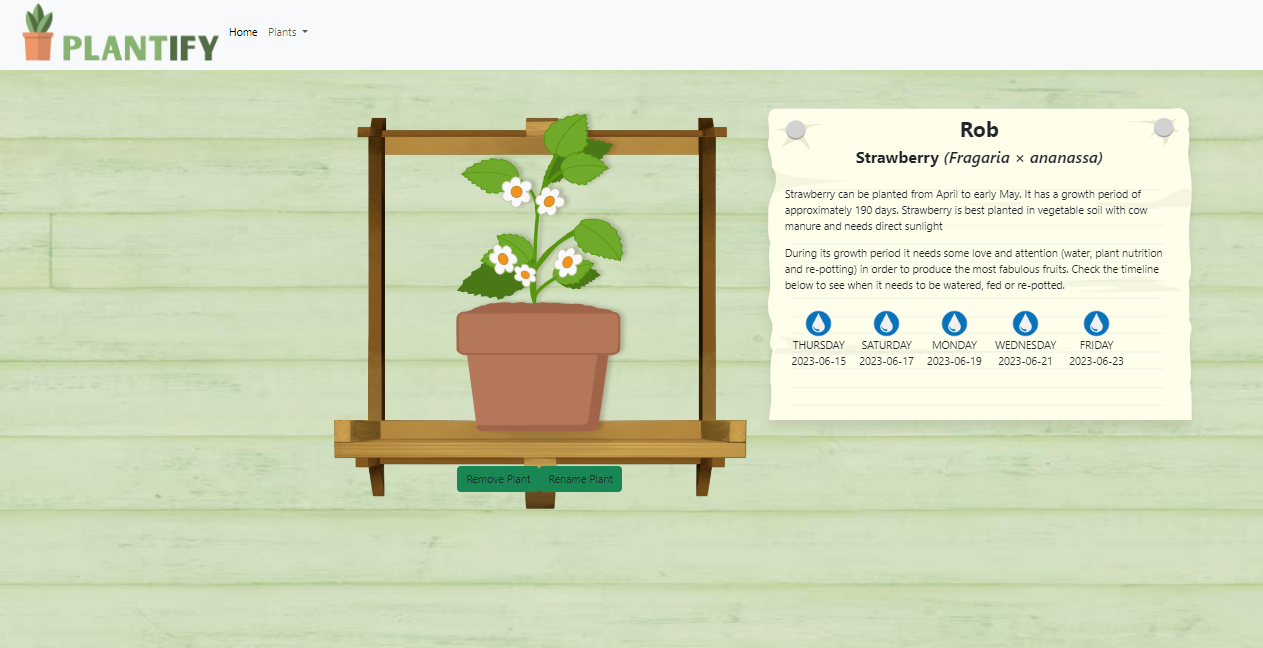 PLANTIFY
Home Plants
Rob
Strawberry (Fragaria × ananassa)
Strawberry can be planted from April to early May. It has a growth period of
approximately 190 days. Strawberry is best planted in vegetable soil with cow
manure and needs direct sunlight
During its growth period it needs some love and attention (water, plant nutrition
and re-potting) in order to produce the most fabulous fruits. Check the timeline
below to see when it needs to be watered, fed or re-potted.
THURSDAY SATURDAY MONDAY WEDNESDAY FRIDAY
2023-06-15 2023-06-17 2023-06-19 2023-06-21 2023-06-23
Remove Plant Rename Plant